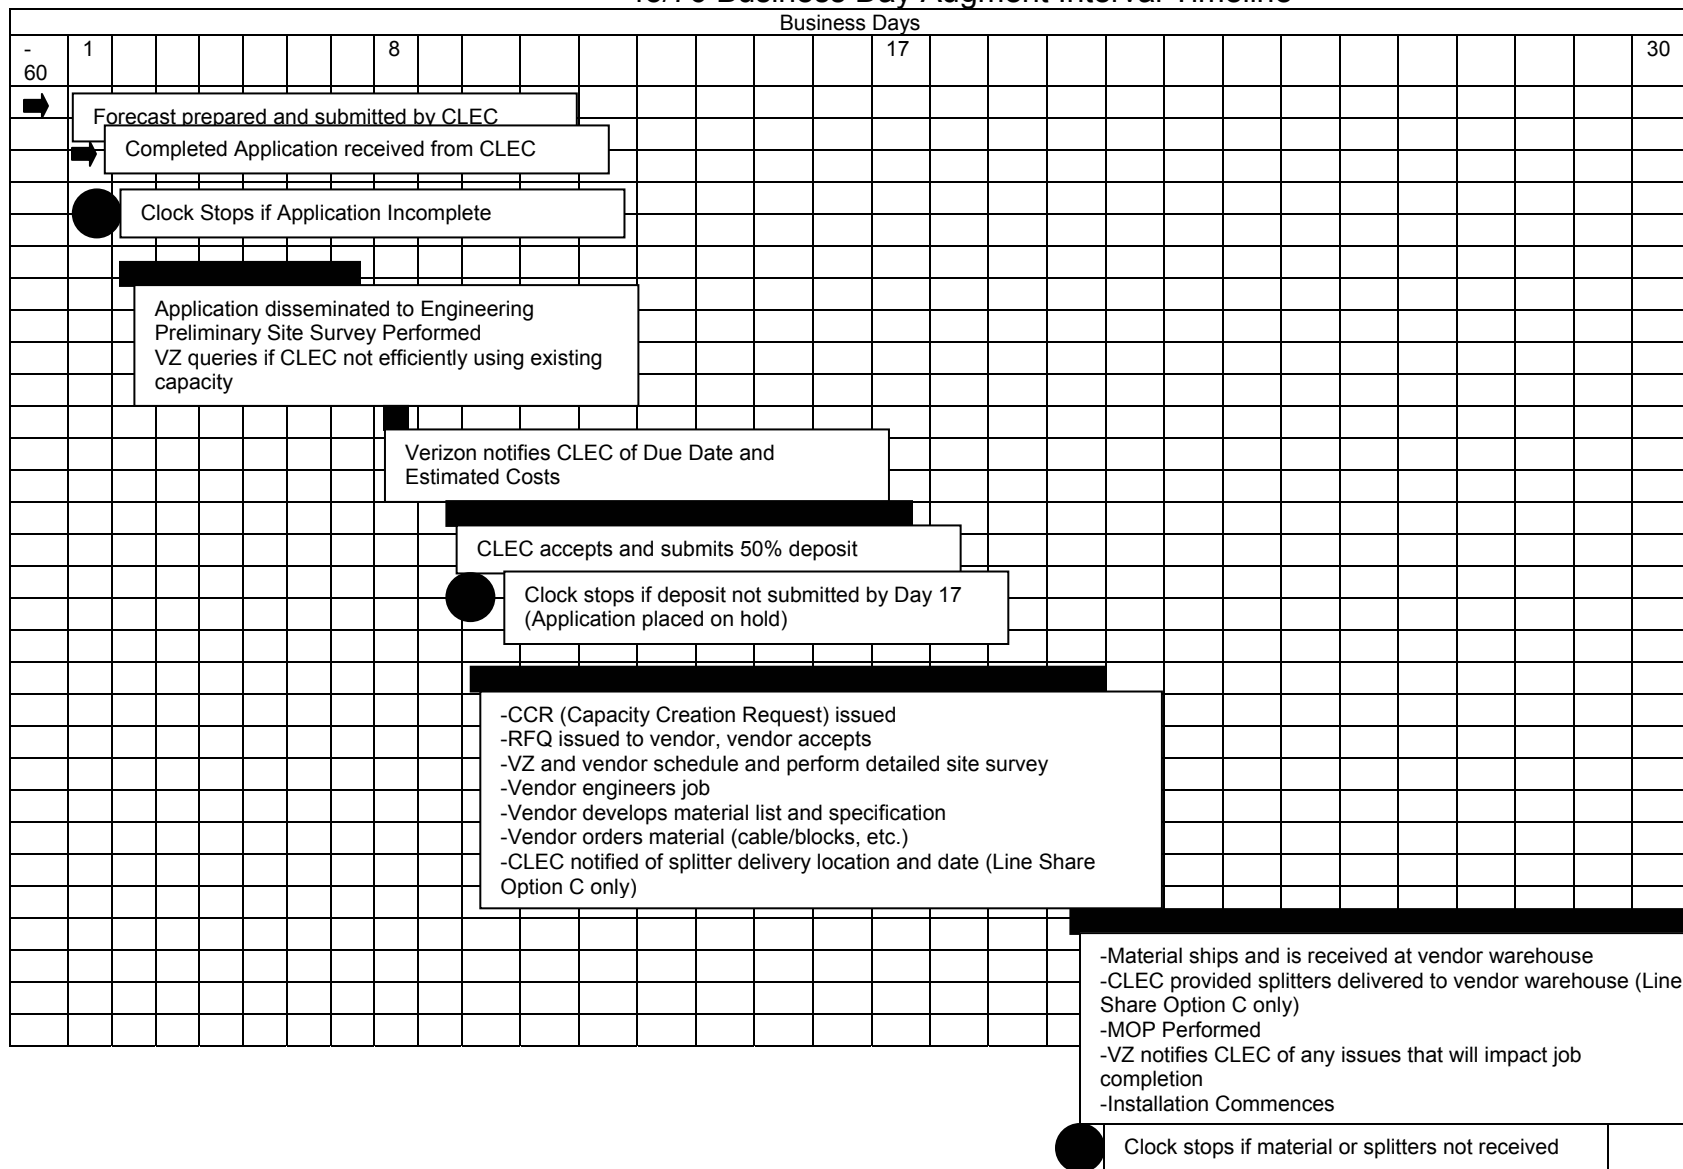 Business Day Augment Interval Timeline
Business Days
-
60
1
8
17
30
Forecast prepared and submitted by CLEC
Completed Application received from CLEC
Clock Stops if Application Incomplete
Application disseminated to Engineering
Preliminary Site Survey Performed
VZ queries if CLEC not efficiently using existing
capacity
Verizon notifies CLEC of Due Date and
Estimated Costs
CLEC accepts and submits 50% deposit
Clock stops if deposit not submitted by Day 17
(Application placed on hold)
-CCR (Capacity Creation Request) issued
-RFQ issued to vendor, vendor accepts
-VZ and vendor schedule and perform detailed site survey
-Vendor engineers job
-Vendor develops material list and specification
-Vendor orders material (cable/blocks, etc.)
-CLEC notified of splitter delivery location and date (Line Share
Option C only)
-Material ships and is received at vendor warehouse
-CLEC provided splitters delivered to vendor warehouse (Line
Share Option C only)
-MOP Performed
-VZ notifies CLEC of any issues that will impact job
completion
-Installation Commences
Clock stops if material or splitters not received